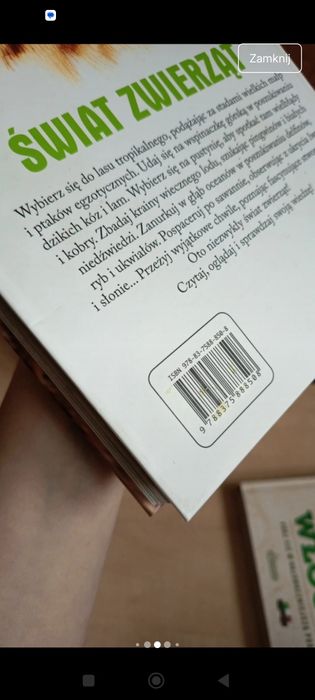 Zamknij
ŚWIAT ZWIERZĄT
Wybierz się do lasu tropikalnego, podążając za stadami wielkich małp
i ptaków egzotycznych. Udaj się na wspinaczkę górską w poszukiwaniu
dzikich kóz i lam. Wybierz się na pustynię, aby spotkać tam wielbłądy
i kobry. Zbadaj krainy wiecznego lodu, szukając pingwinów i białych
niedźwiedzi. Zanurkuj w głąb oceanów w poszukiwaniu delfinów,
ryb i ukwiałów. Pospaceruj po sawannie, obserwując z ukrycia
i słonie... Przeżyj wyjątkowe chwile, poznając fascynujące
Oto niezwykły świat zwierząt!
Czytaj, oglądaj i sprawdzaj swoją wiedzę!
ISBN 978-83-7588-850-8
9 788375 888508